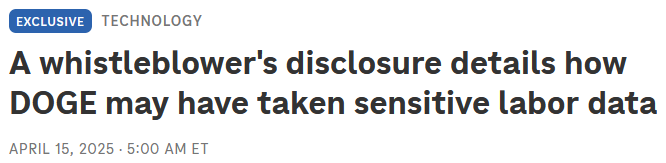 EXCLUSIVE TECHNOLOGY
A whistleblower's disclosure details how
DOGE may have taken sensitive labor data
APRIL 15, 2025 · 5:00 AM ET